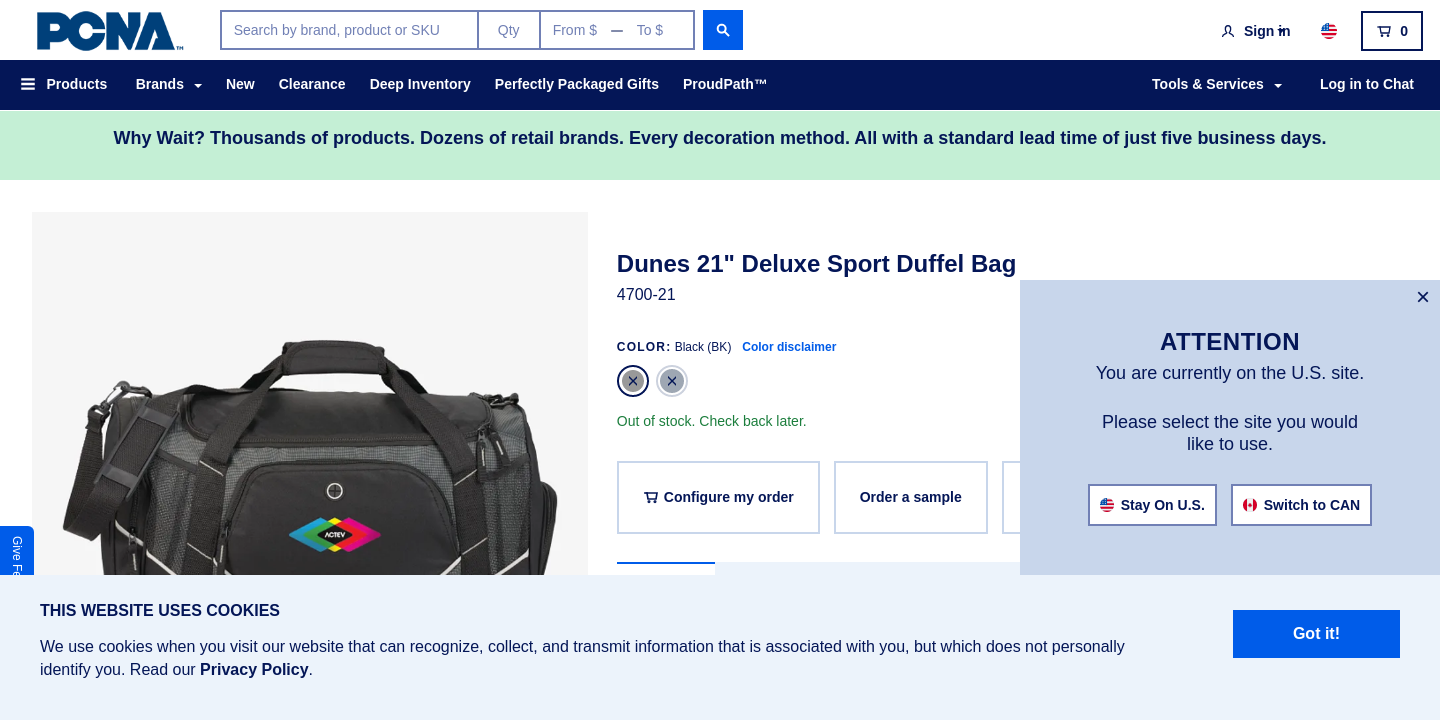 PCNA™
Search by brand, product or SKU
Qty
From $ — To $
Sign in
0
Products
Brands
New
Clearance
Deep Inventory
Perfectly Packaged Gifts
ProudPath™
Tools & Services
Log in to Chat
Why Wait? Thousands of products. Dozens of retail brands. Every decoration method. All with a standard lead time of just five business days.
Dunes 21" Deluxe Sport Duffel Bag
4700-21
COLOR: Black (BK) Color disclaimer
Out of stock. Check back later.
Configure my order
Order a sample
ACTEV
Give Fe
×
ATTENTION
You are currently on the U.S. site.
Please select the site you would
like to use.
Stay On U.S.
Switch to CAN
THIS WEBSITE USES COOKIES
We use cookies when you visit our website that can recognize, collect, and transmit information that is associated with you, but which does not personally
identify you. Read our Privacy Policy.
Got it!